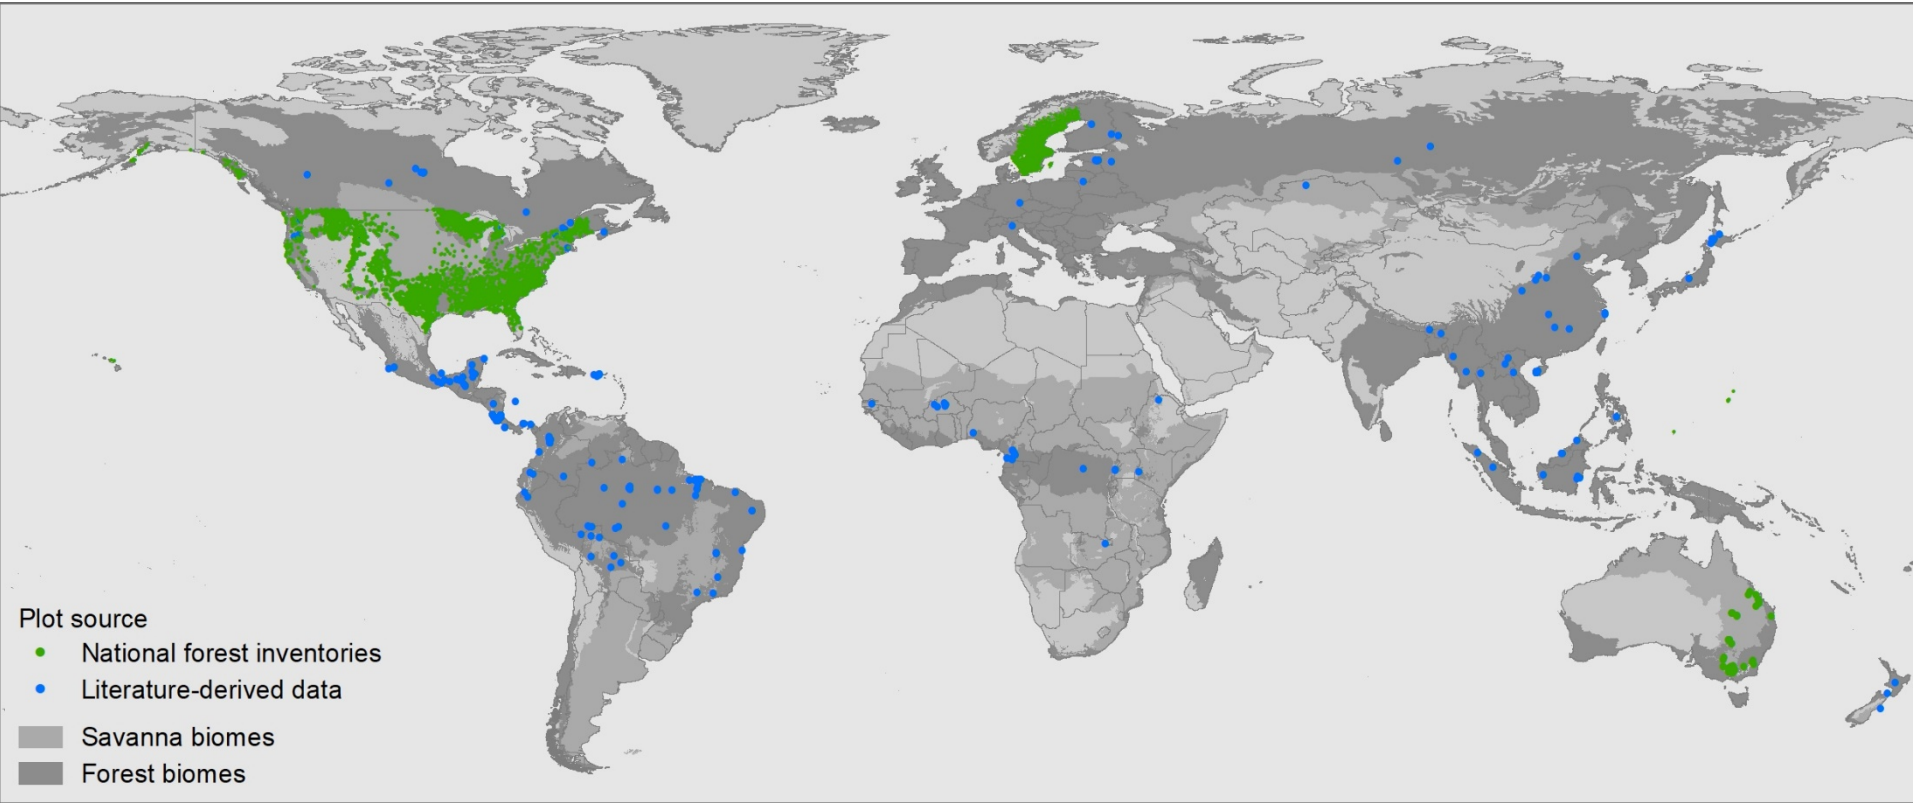 Plot source
National forest inventories
Literature-derived data
Savanna biomes
Forest biomes